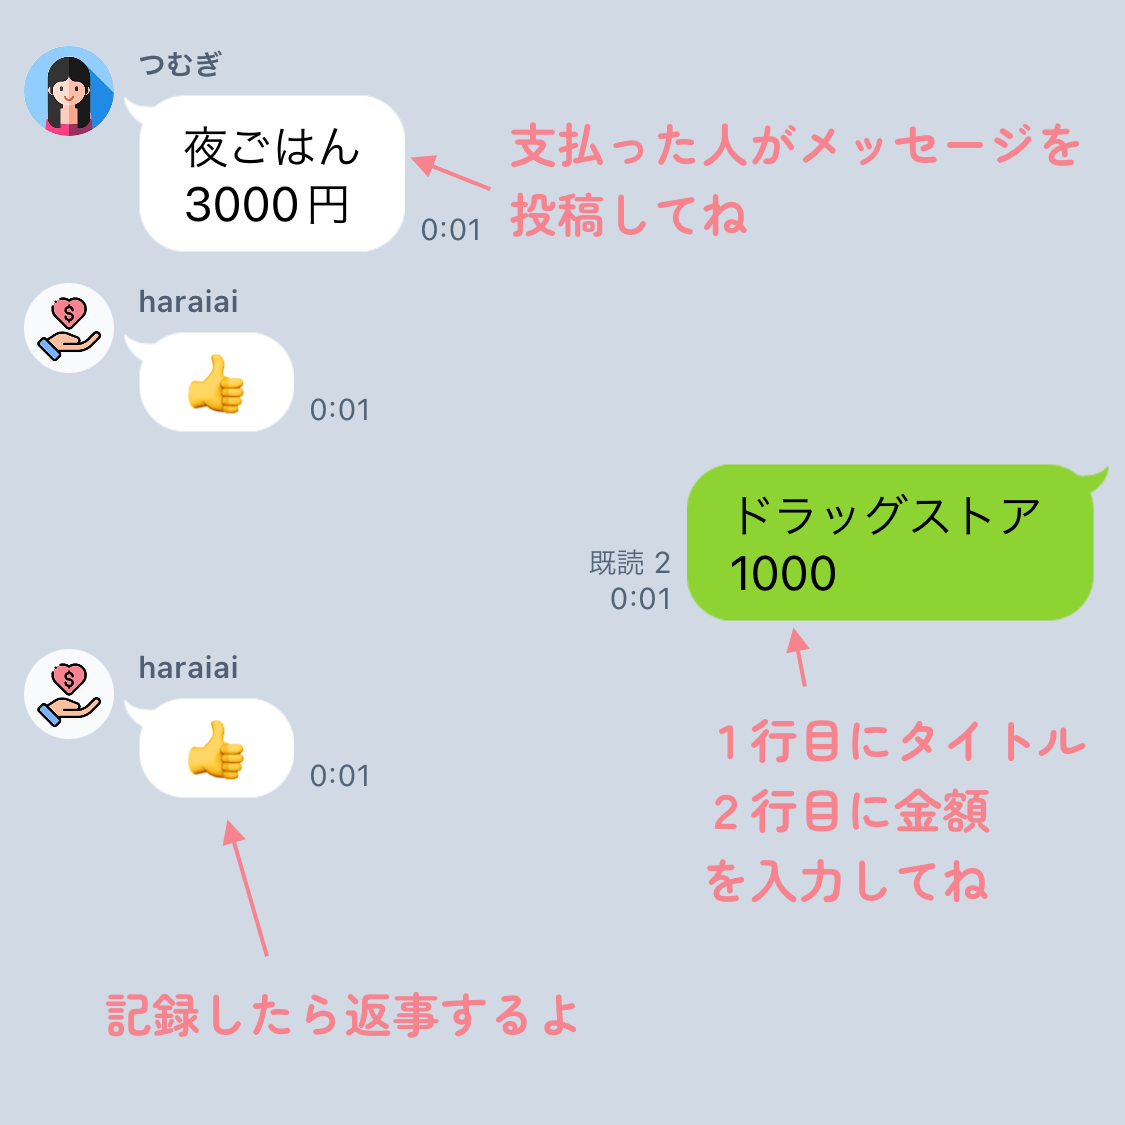 つむぎ
夜ごはん
3000円
0:01
支払った人がメッセージを
投稿してね
haraiai
👍
0:01
ドラッグストア
1000
既読 2
0:01
haraiai
👍
0:01
1行目にタイトル
2行目に金額
を入力してね
記録したら返事するよ